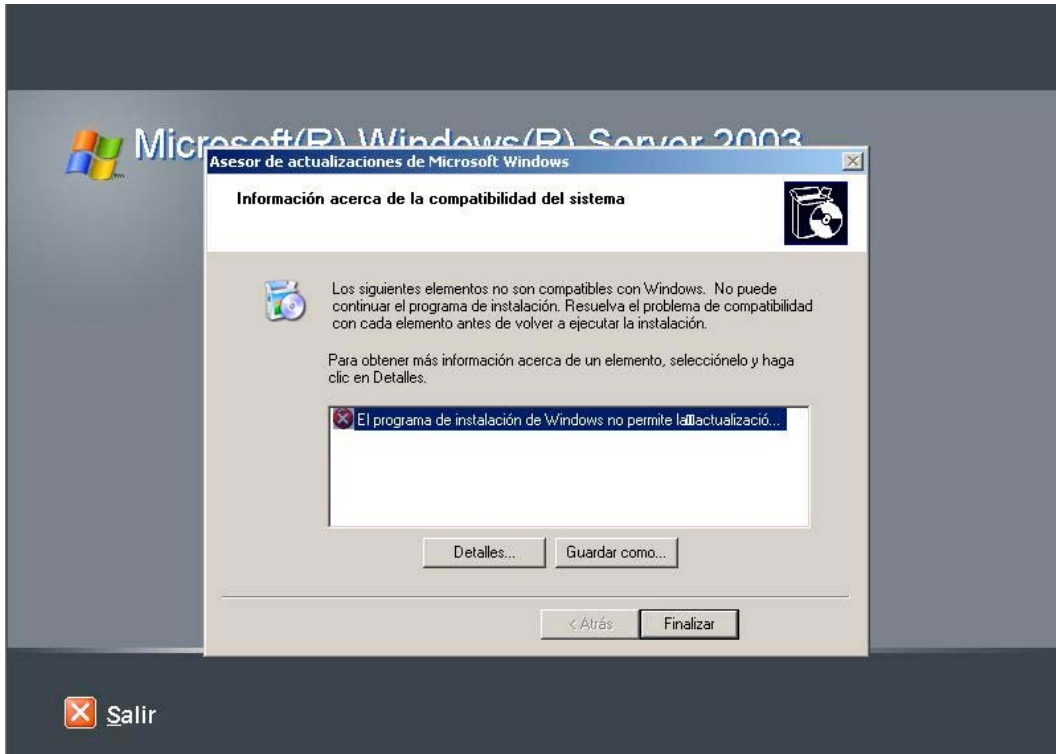 Microsoft(R) Windows(R) Server 2003
Asesor de actualizaciones de Microsoft Windows
Información acerca de la compatibilidad del sistema
Los siguientes elementos no son compatibles con Windows.  No puede
continuar el programa de instalación. Resuelva el problema de compatibilidad
con cada elemento antes de volver a ejecutar la instalación.
Para obtener más información acerca de un elemento, selecciónelo y haga
clic en Detalles.
El programa de instalación de Windows no permite la actualizació...
Detalles...
Guardar como...
< Atrás
Finalizar
Salir